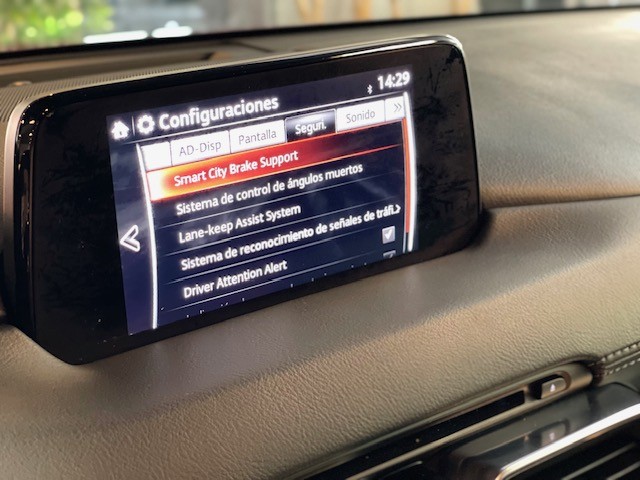 14:29
Configuraciones
AD-Disp Pantalla Seguri. Sonido
Smart City Brake Support
Sistema de control de ángulos muertos
Lane-keep Assist System
Sistema de reconocimiento de señales de tráfi.
Driver Attention Alert